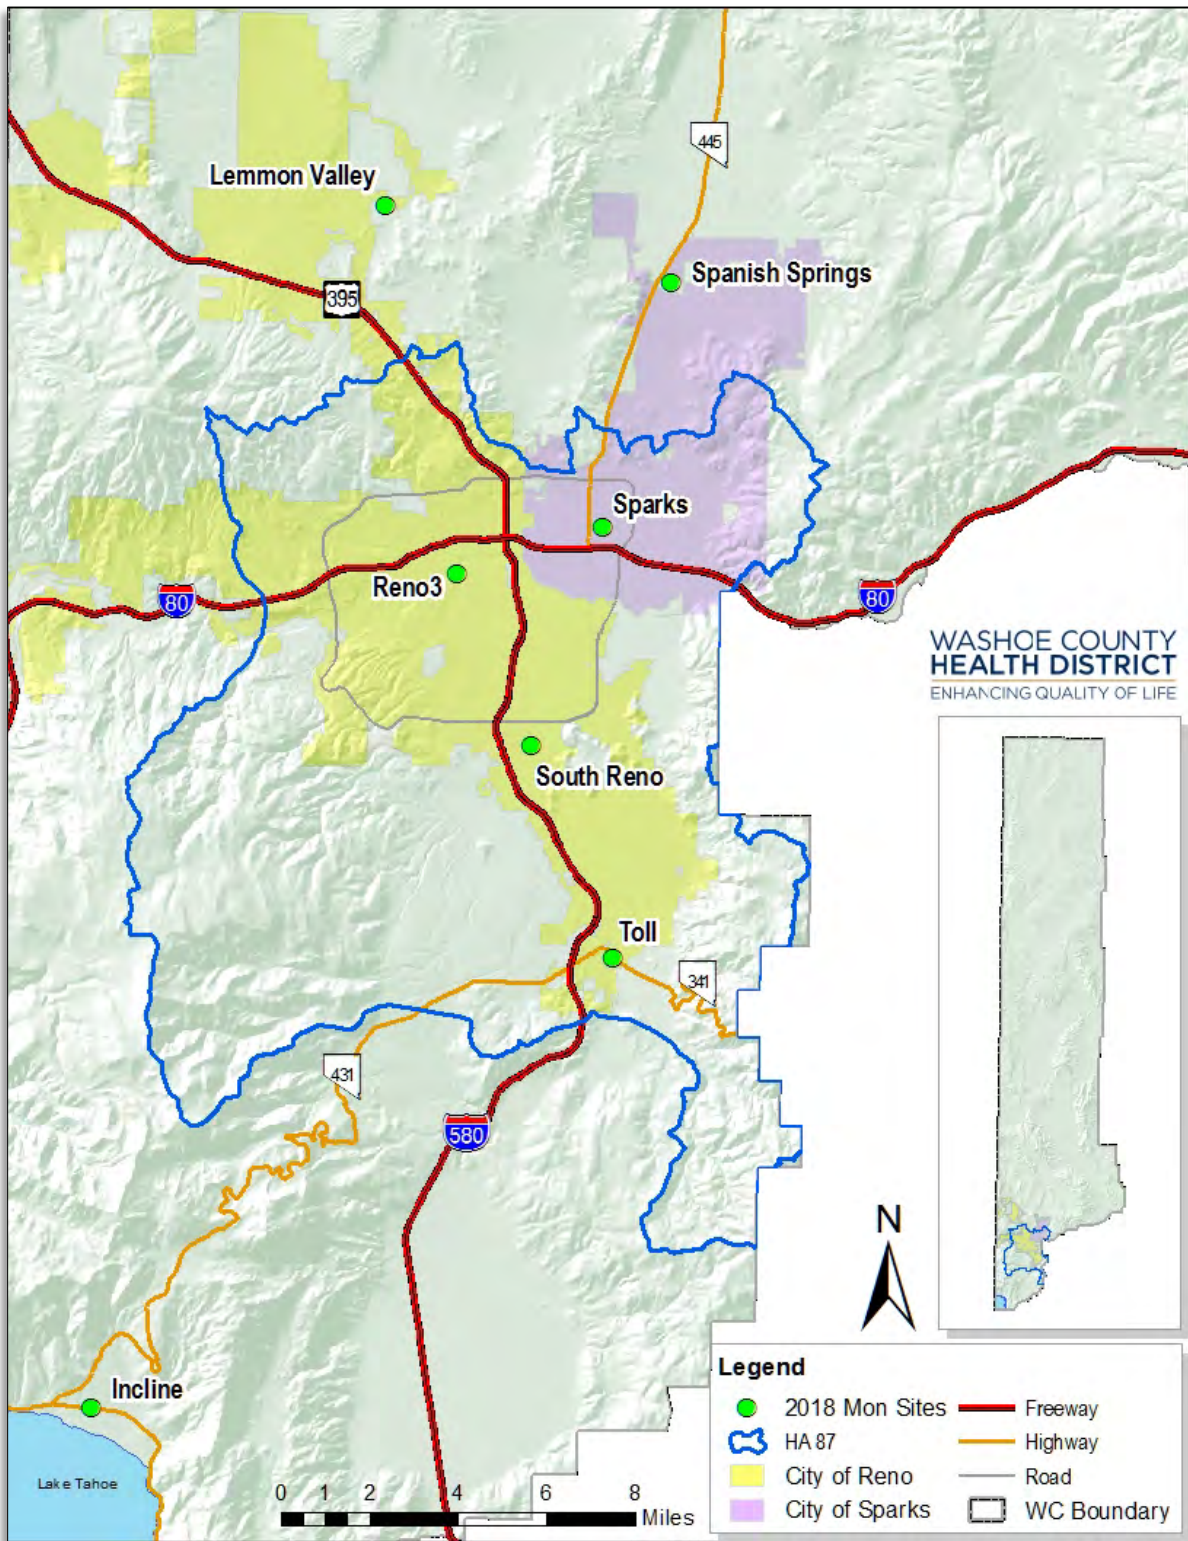 445
Lemmon Valley
Spanish Springs
395
Sparks
Reno3
80
80
WASHOE COUNTY
HEALTH DISTRICT
ENHANCING QUALITY OF LIFE
South Reno
Toll
341
431
580
N
Incline
Lake Tahoe
0 1 2 4 6 8
Miles
Legend
2018 Mon Sites
Freeway
HA 87
Highway
City of Reno
Road
City of Sparks
WC Boundary